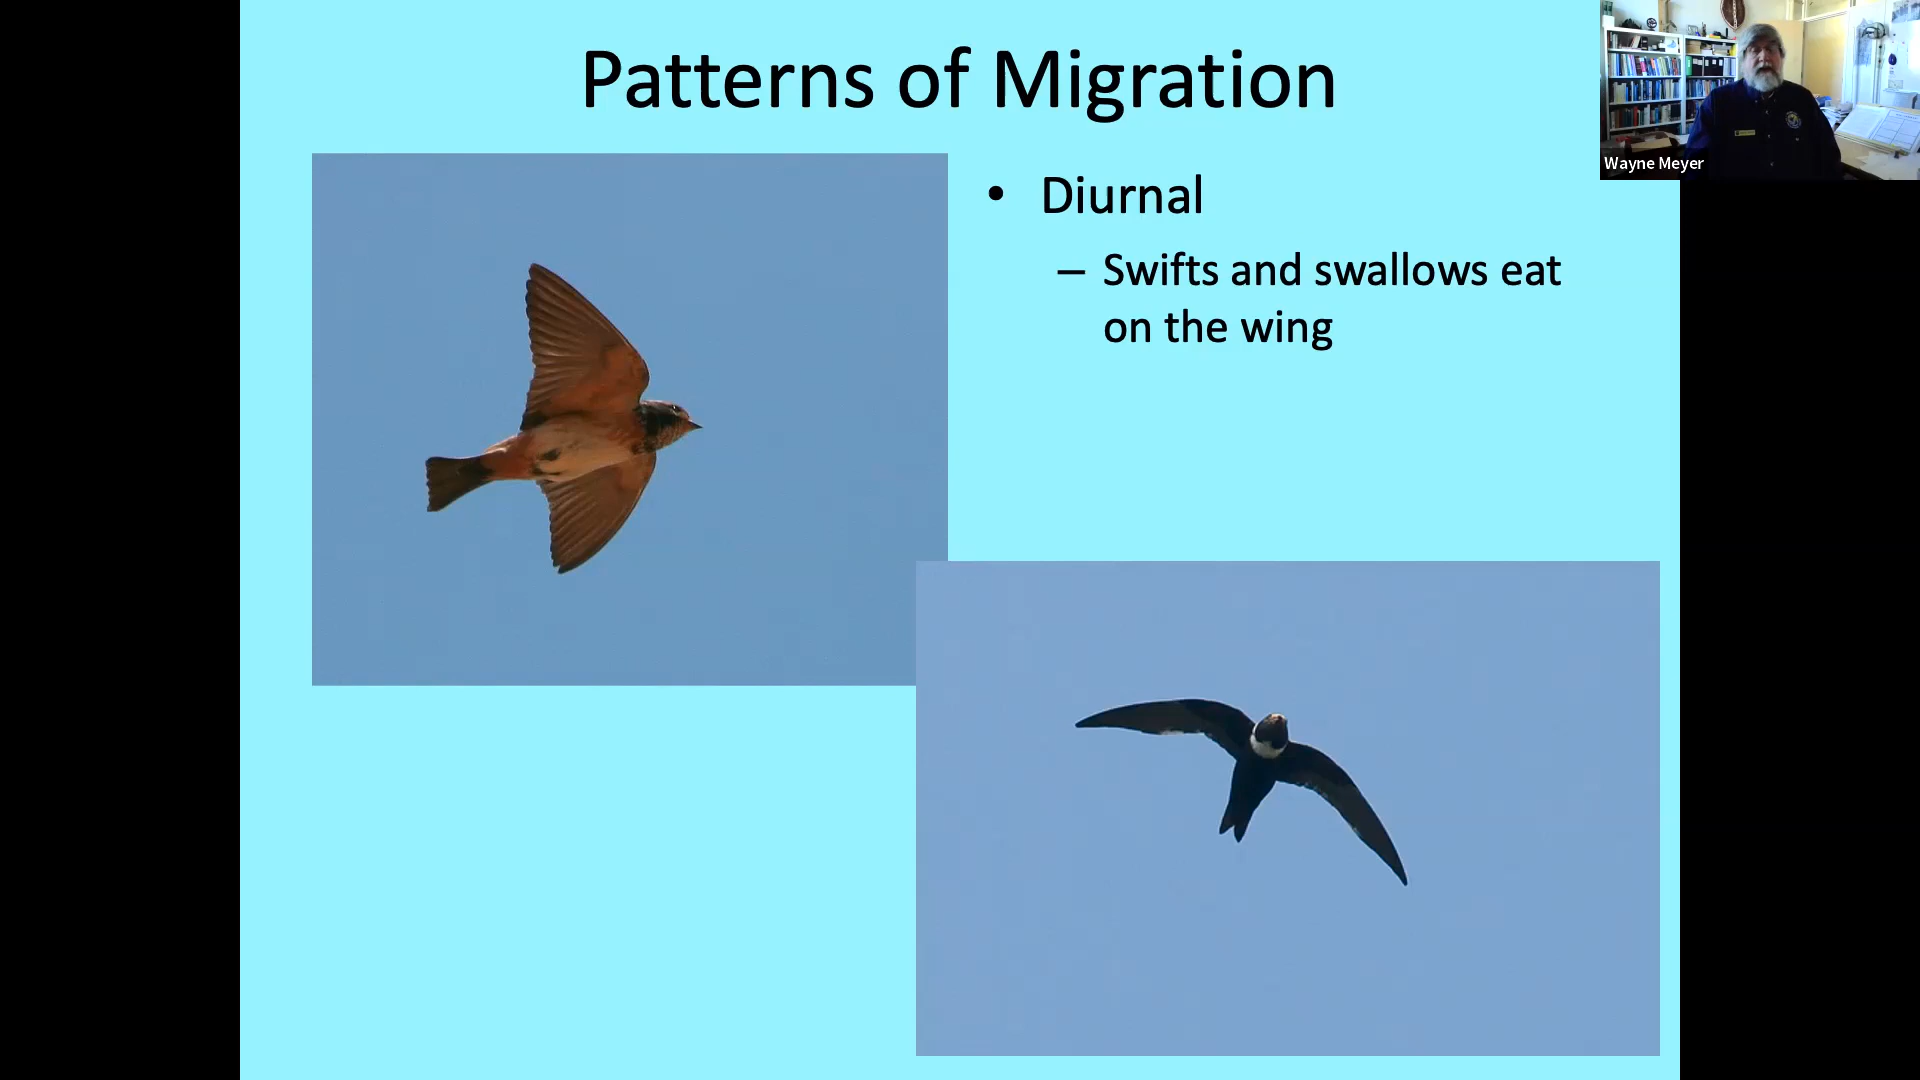 Patterns of Migration
• Diurnal
– Swifts and swallows eat
on the wing
Wayne Meyer